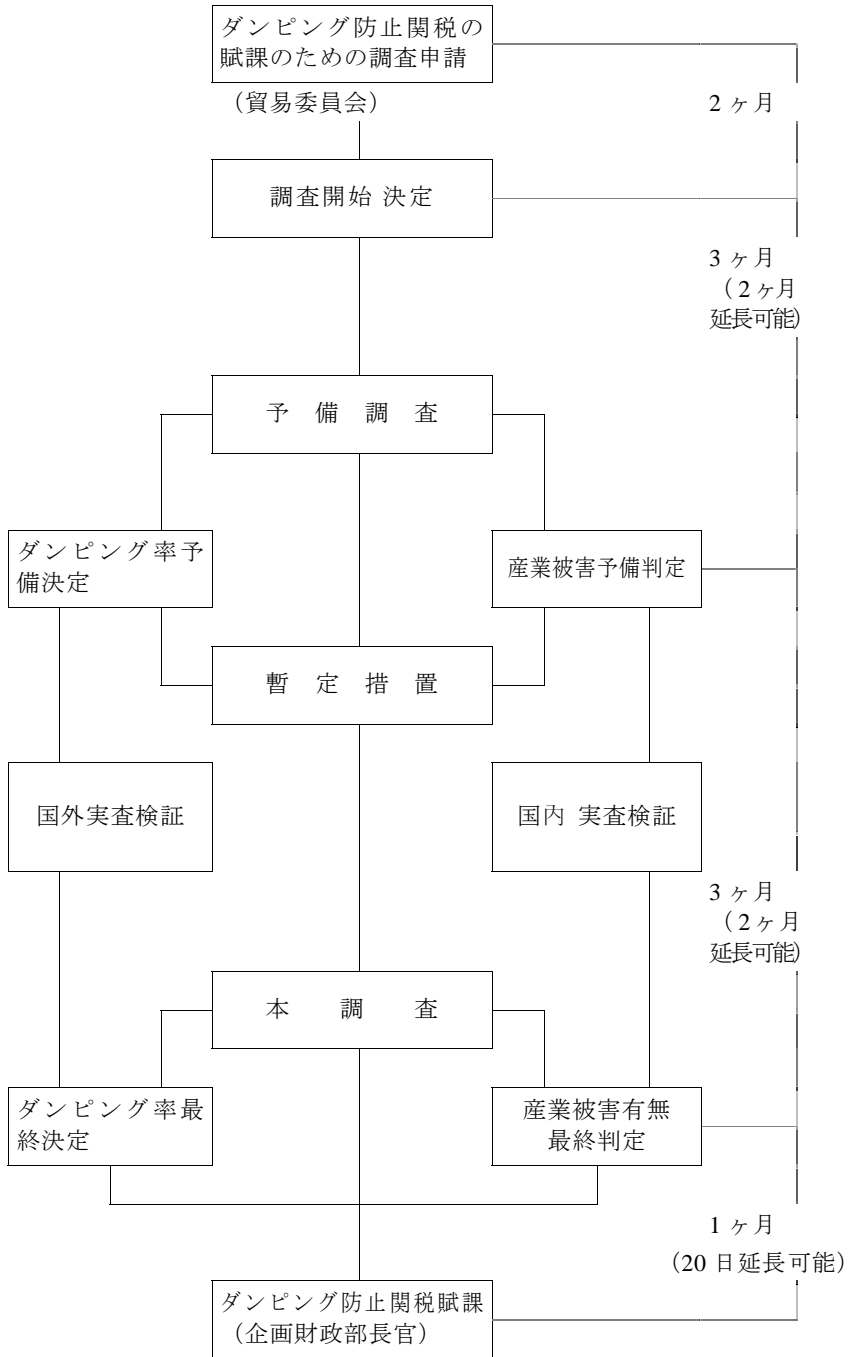 ダンピング防止関税の
賦課のための調査申請
（貿易委員会）
2 ヶ月
調査開始 決定
3 ヶ月
（2 ヶ月
延長可能）
予 備 調 査
ダンピング率予
備決定
産業被害予備判定
暫 定 措 置
国外実査検証
国内 実査検証
3 ヶ月
（2 ヶ月
延長可能）
本 調 査
ダンピング率最
終決定
産業被害有無
最終判定
1 ヶ月
（20 日延長可能）
ダンピング防止関税賦課
（企画財政部長官）